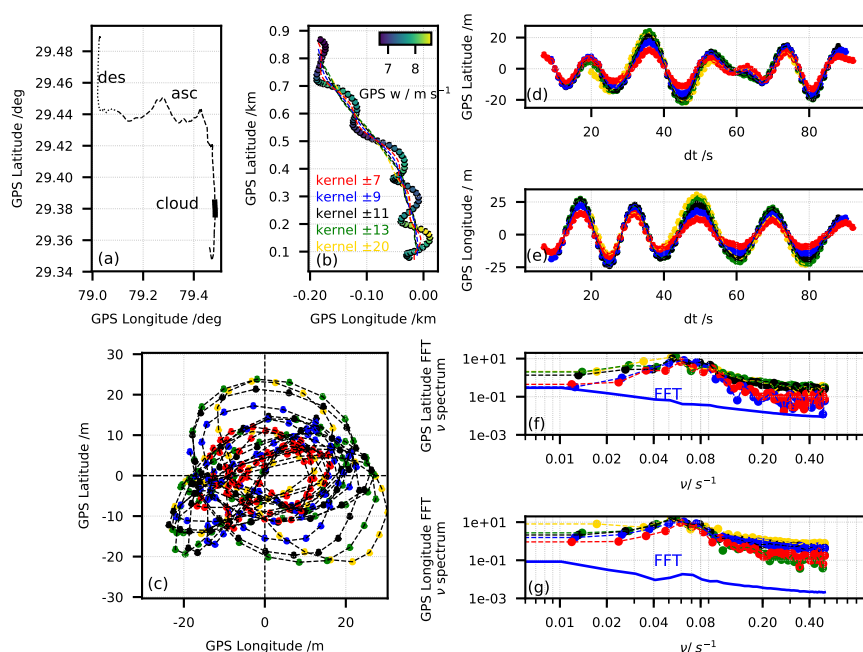 29.48
29.46
29.44
29.42
29.40
29.38
29.36
29.34
GPS Latitude /deg
des
asc
cloud
(a)
79.0
79.2
79.4
GPS Longitude /deg
0.9
0.8
0.7
0.6
0.5
0.4
0.3
0.2
0.1
GPS Latitude /km
7
8
GPS w / m s⁻¹
kernel ±7
kernel ±9
kernel ±11
kernel ±13
kernel ±20
(b)
-0.20
-0.10
0.00
GPS Longitude /km
20
0
-20
GPS Latitude /m
(d)
20
40
60
80
dt /s
25
0
-25
GPS Longitude / m
(e)
20
40
60
80
dt /s
30
20
10
0
-10
-20
-30
GPS Latitude /m
(c)
-20
0
20
GPS Longitude /m
1e+01
1e-01
1e-03
GPS Latitude FFT
ν spectrum
FFT
(f)
0.01
0.02
0.04
0.08
0.20
0.40
ν/ s⁻¹
1e+01
1e-01
1e-03
GPS Longitude FFT
ν spectrum
FFT
(g)
0.01
0.02
0.04
0.08
0.20
0.40
ν/ s⁻¹